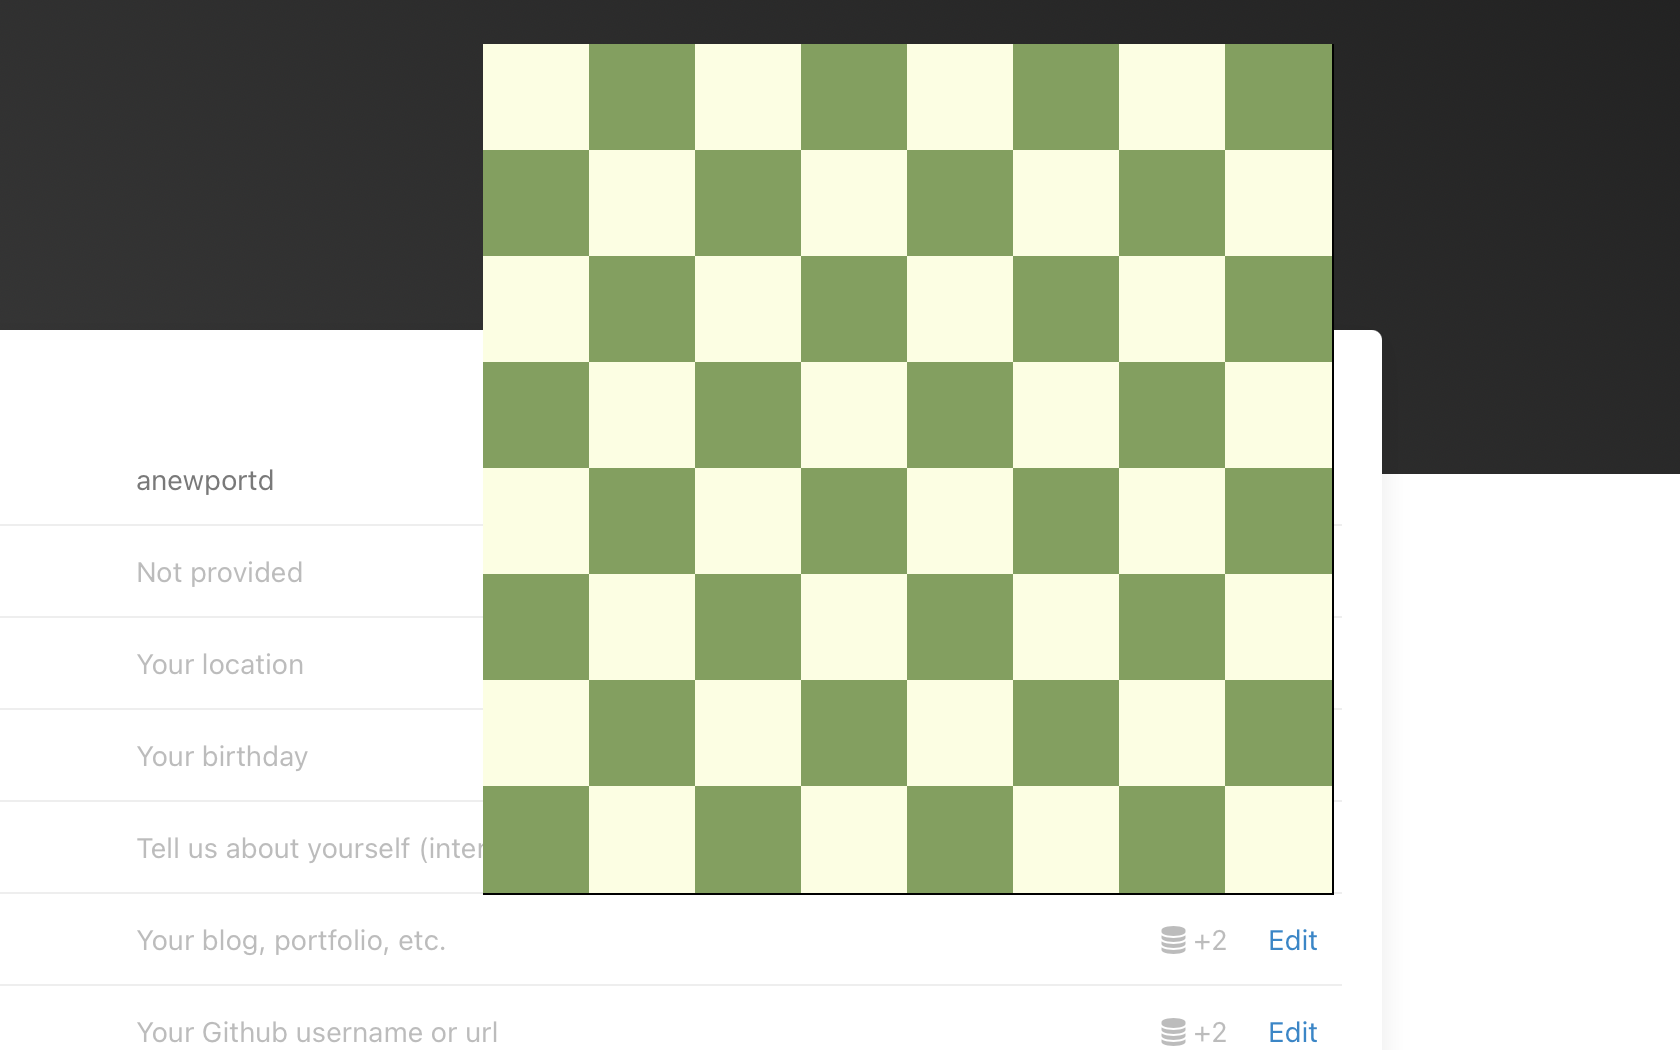 anewportd
Not provided
Your location
Your birthday
Tell us about yourself (inter
Your blog, portfolio, etc. +2 Edit
Your Github username or url +2 Edit